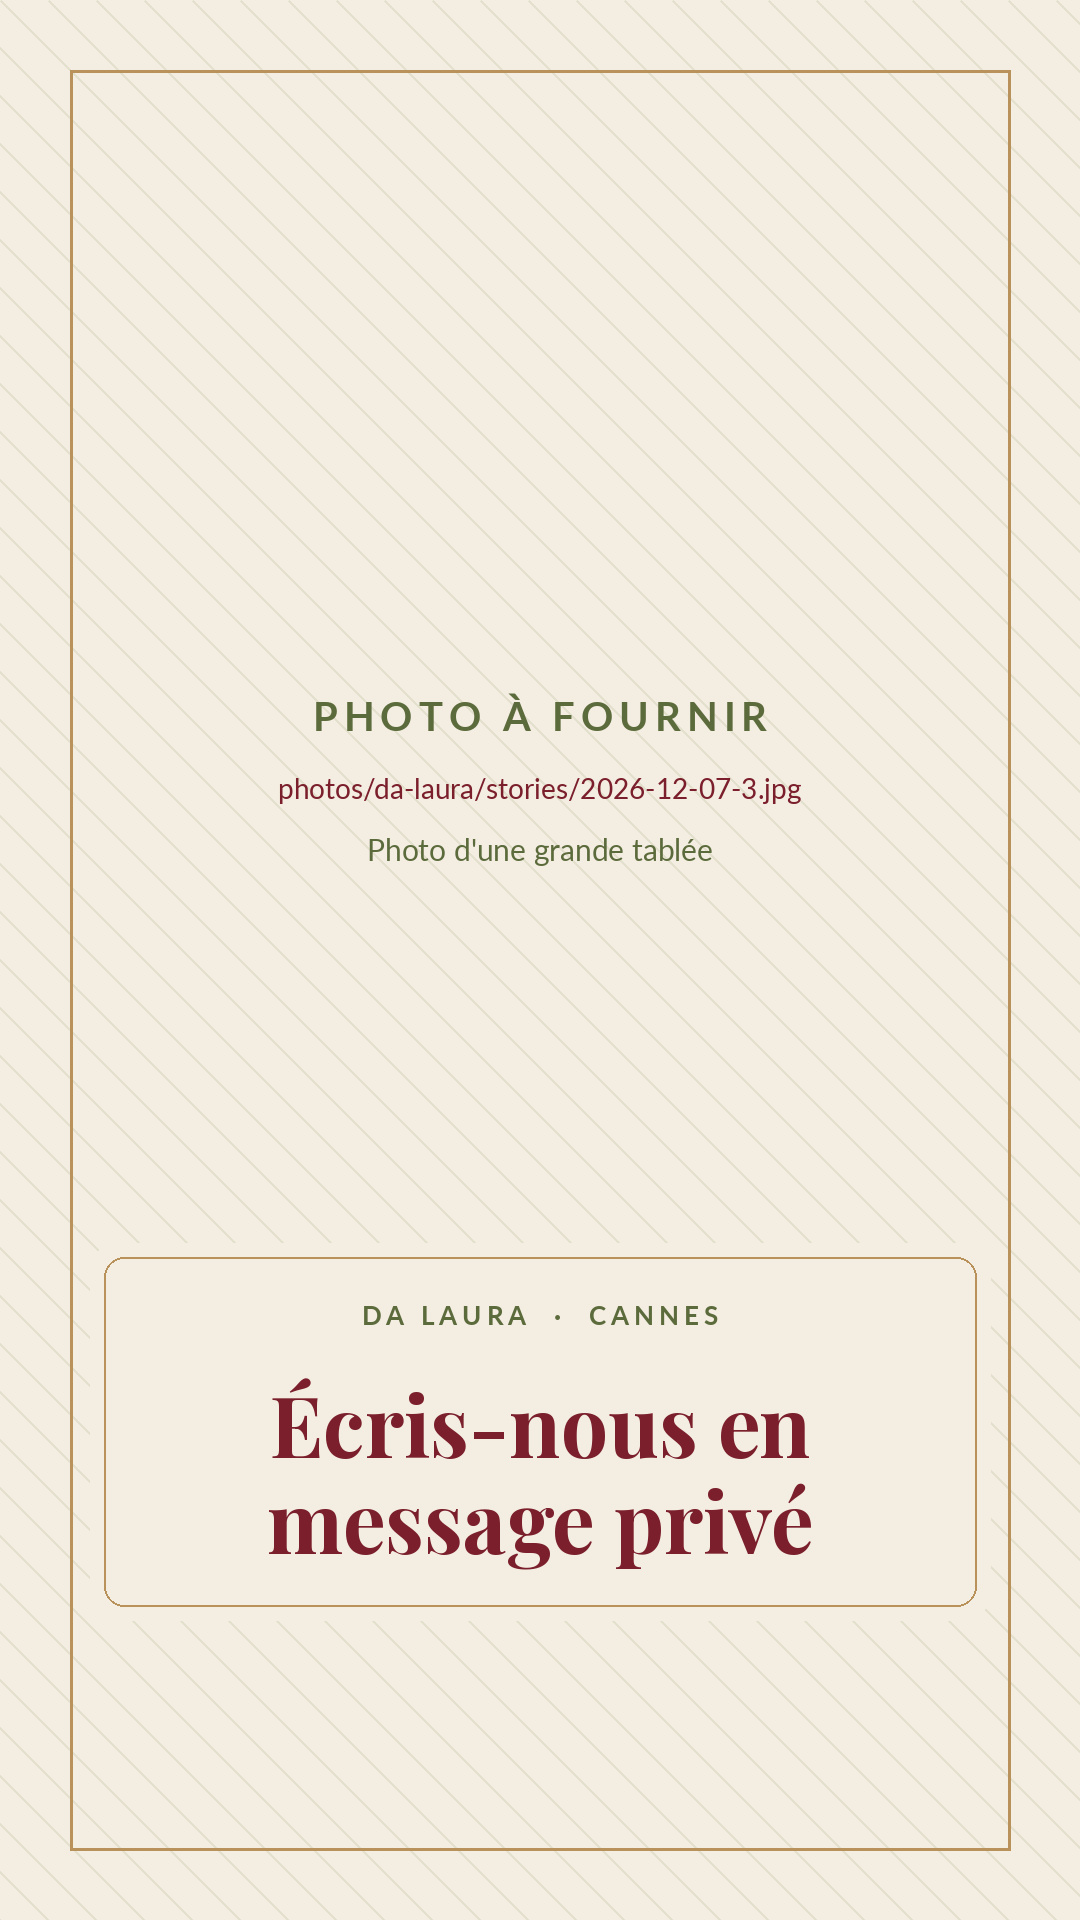 PHOTO À FOURNIR
photos/da-laura/stories/2026-12-07-3.jpg
Photo d'une grande tablée
DA LAURA · CANNES
Écris-nous en
message privé